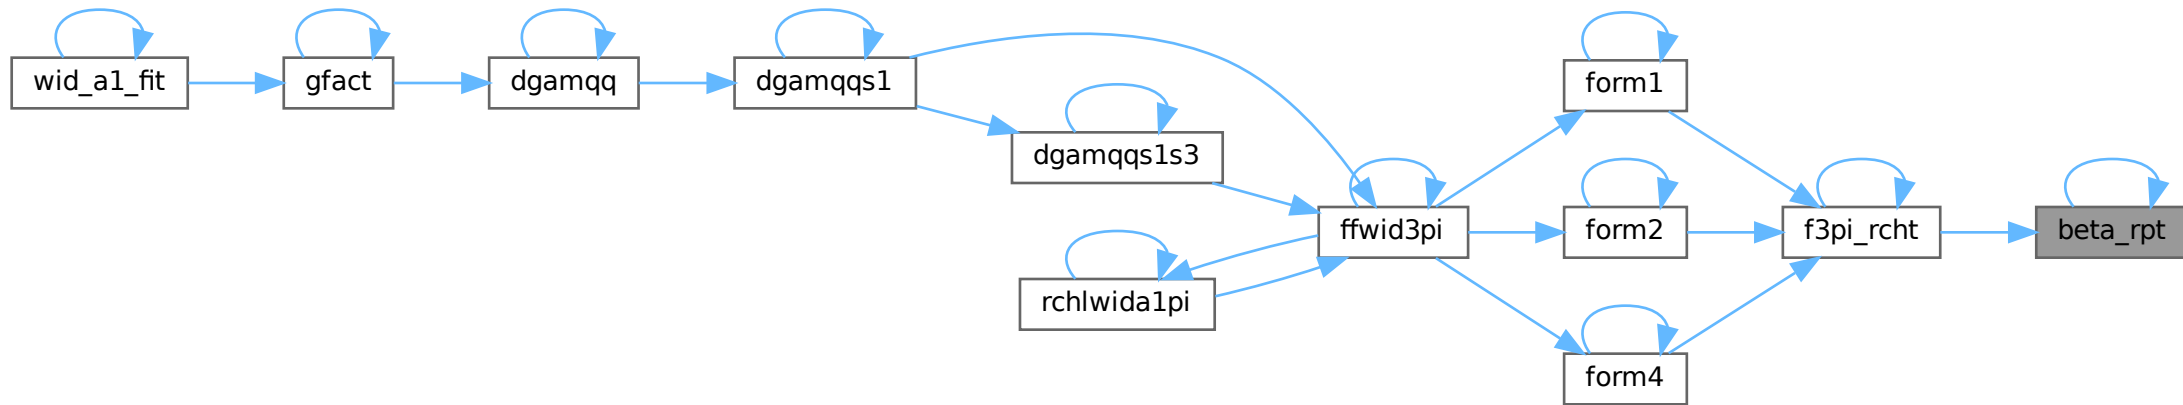 wid_a1_fit
gfact
dgamqq
dgamqqs1
dgamqqs1s3
rchlwida1pi
ffwid3pi
form1
form2
form4
f3pi_rcht
beta_rpt